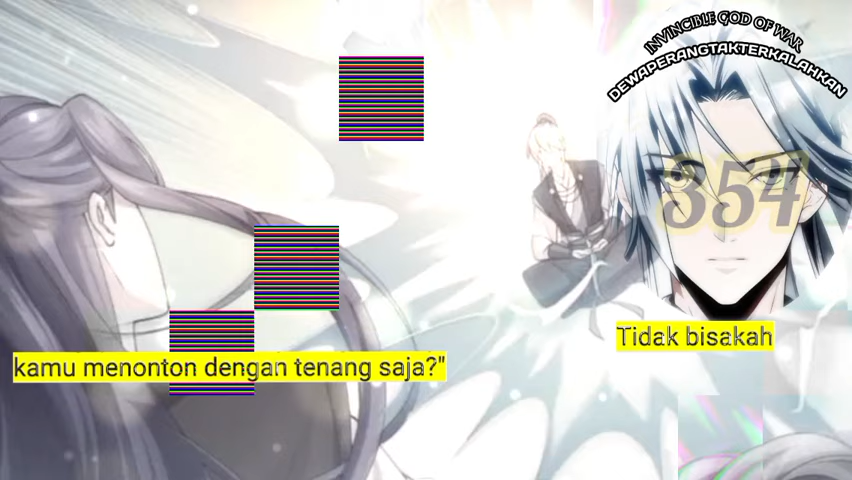 INVINCIBLE GOD OF WAR
DEWAPERANGTAKTERKALAHKAN
354
Tidak bisakah
kamu menonton dengan tenang saja?"